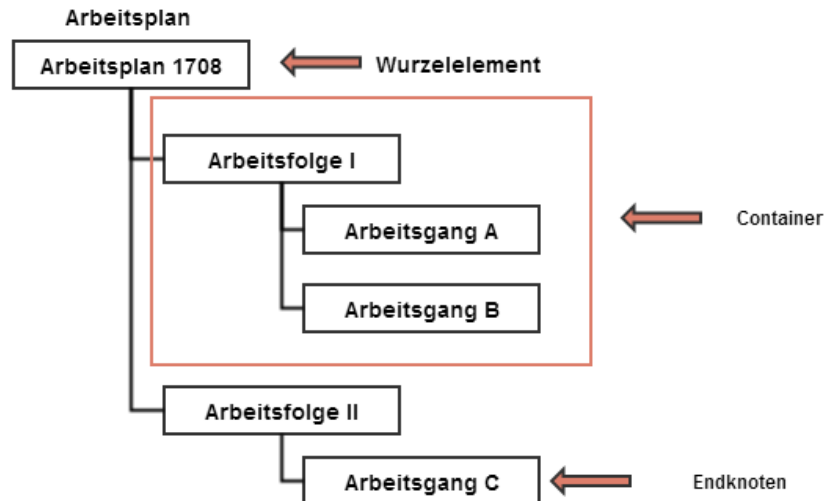 Arbeitsplan
Arbeitsplan 1708
Wurzelelement
Arbeitsfolge I
Arbeitsgang A
Container
Arbeitsgang B
Arbeitsfolge II
Arbeitsgang C
Endknoten